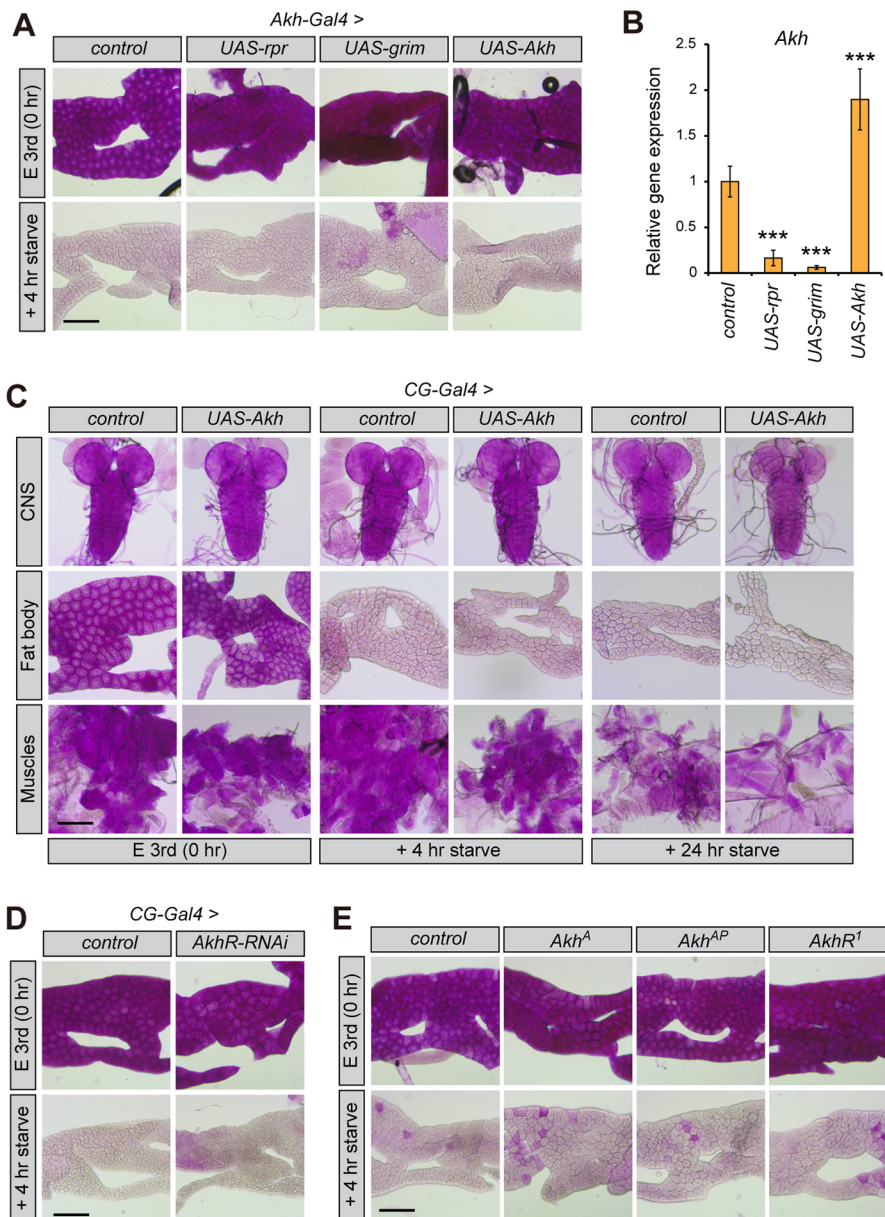 A
Akh-Gal4 >
control UAS-rpr UAS-grim UAS-Akh
E 3rd (0 hr)
+ 4 hr starve
B
Akh
Relative gene expression
2.5
2
1.5
1
0.5
0
***
***
***
control
UAS-rpr
UAS-grim
UAS-Akh
C
CG-Gal4 >
control UAS-Akh control UAS-Akh control UAS-Akh
CNS
Fat body
Muscles
E 3rd (0 hr) + 4 hr starve + 24 hr starve
D
CG-Gal4 >
control AkhR-RNAi
E 3rd (0 hr)
+ 4 hr starve
E
control Akh^A Akh^AP AkhR^1
E 3rd (0 hr)
+ 4 hr starve